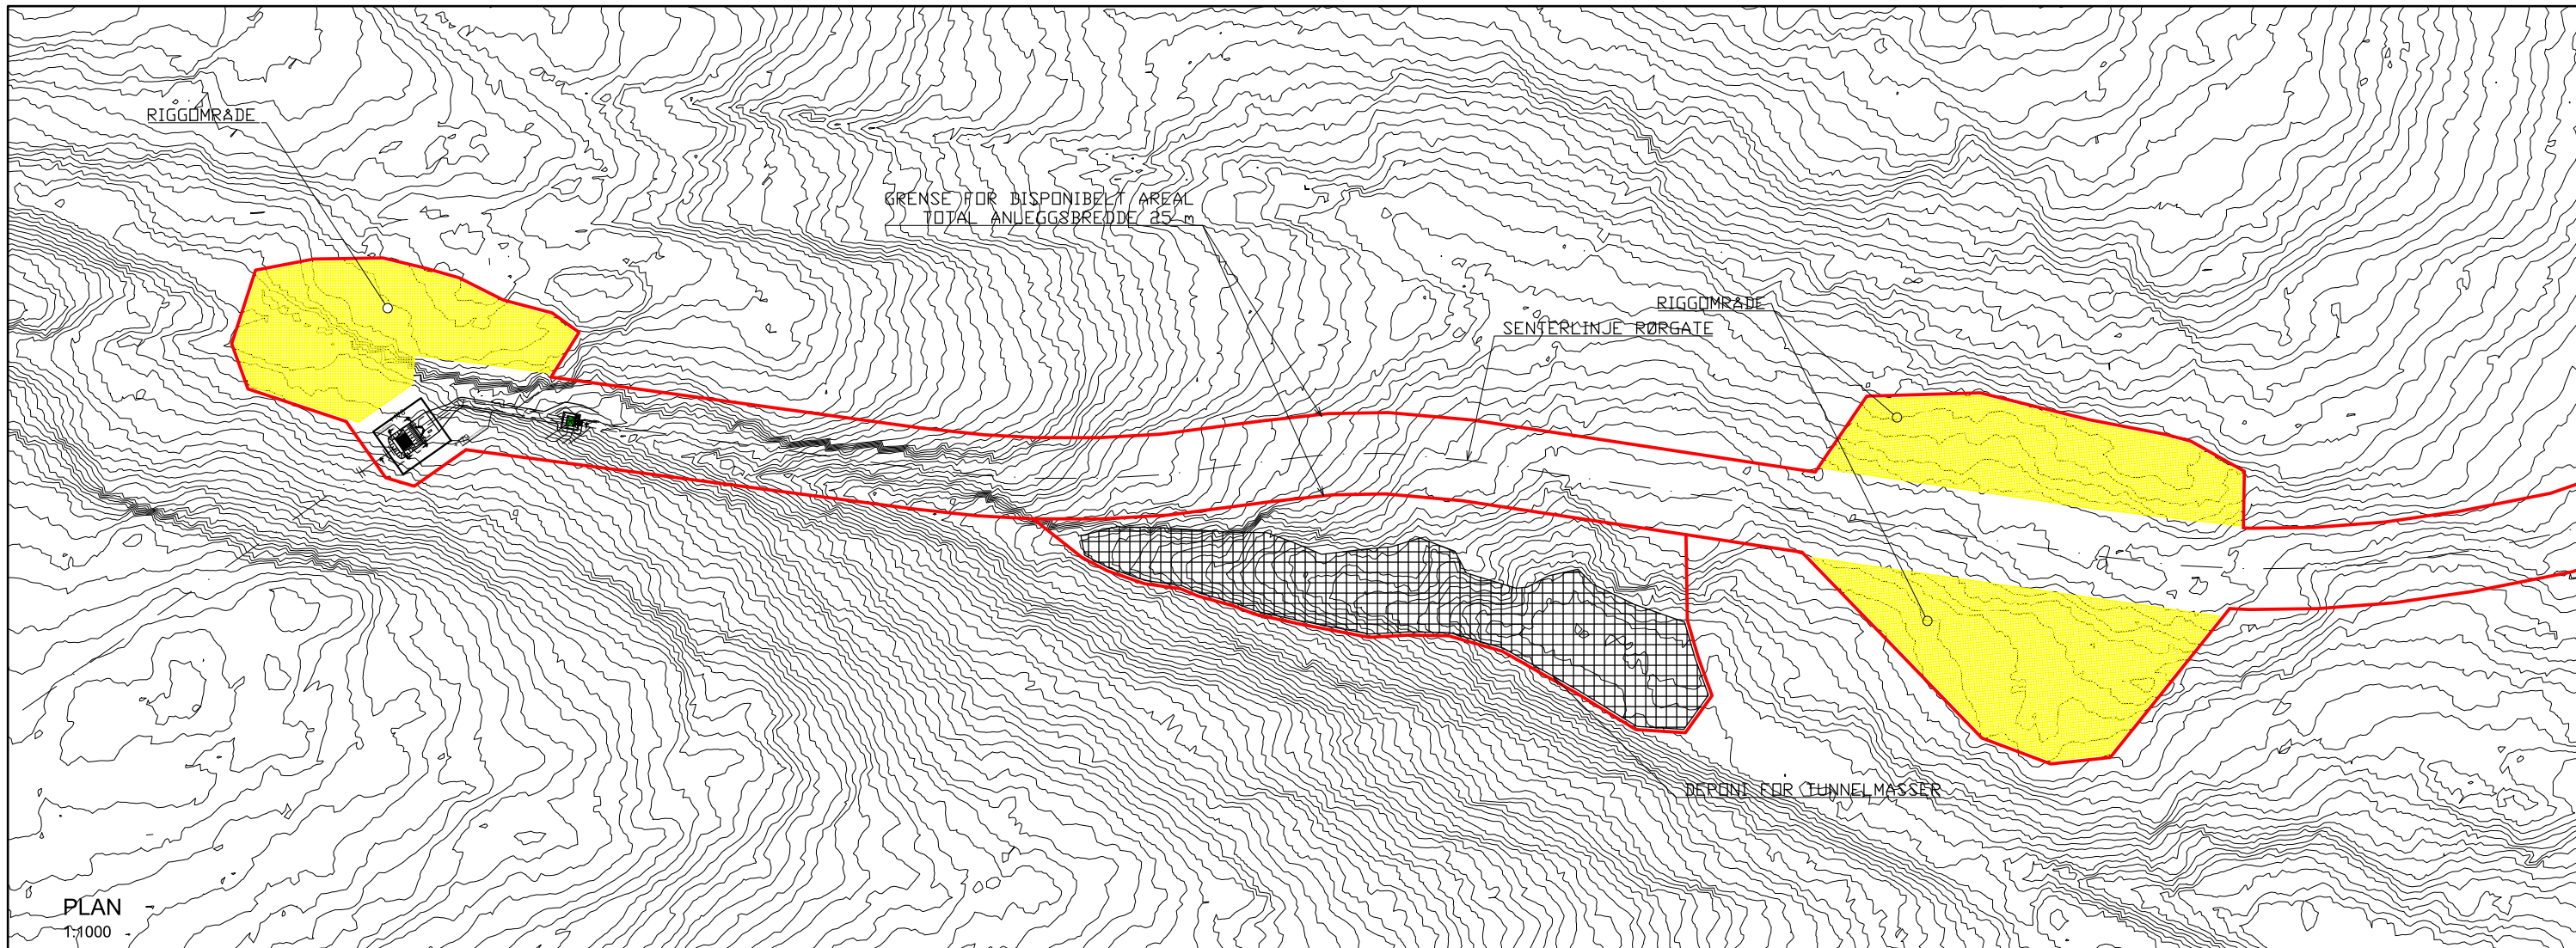 RIGGOMRÅDE
GRENSE FOR DISPONIBELT AREAL
TOTAL ANLEGGSBREDDE 25 m
RIGGOMRÅDE
SENTERLINJE RØRGATE
DEPONI FOR TUNNELMASSER
PLAN
1:1000